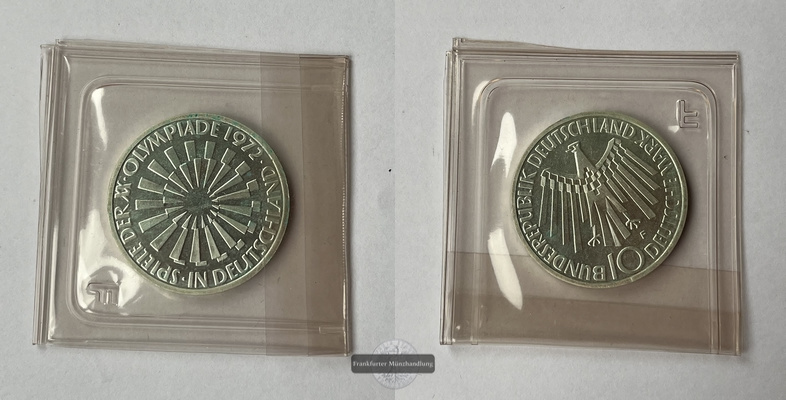 SPIELE DER XX. OLYMPIADE 1972 · IN DEUTSCHLAND ·
F
BUNDESREPUBLIK DEUTSCHLAND
10 DEUTSCHE MARK
F
F
Frankfurter Münzhandlung